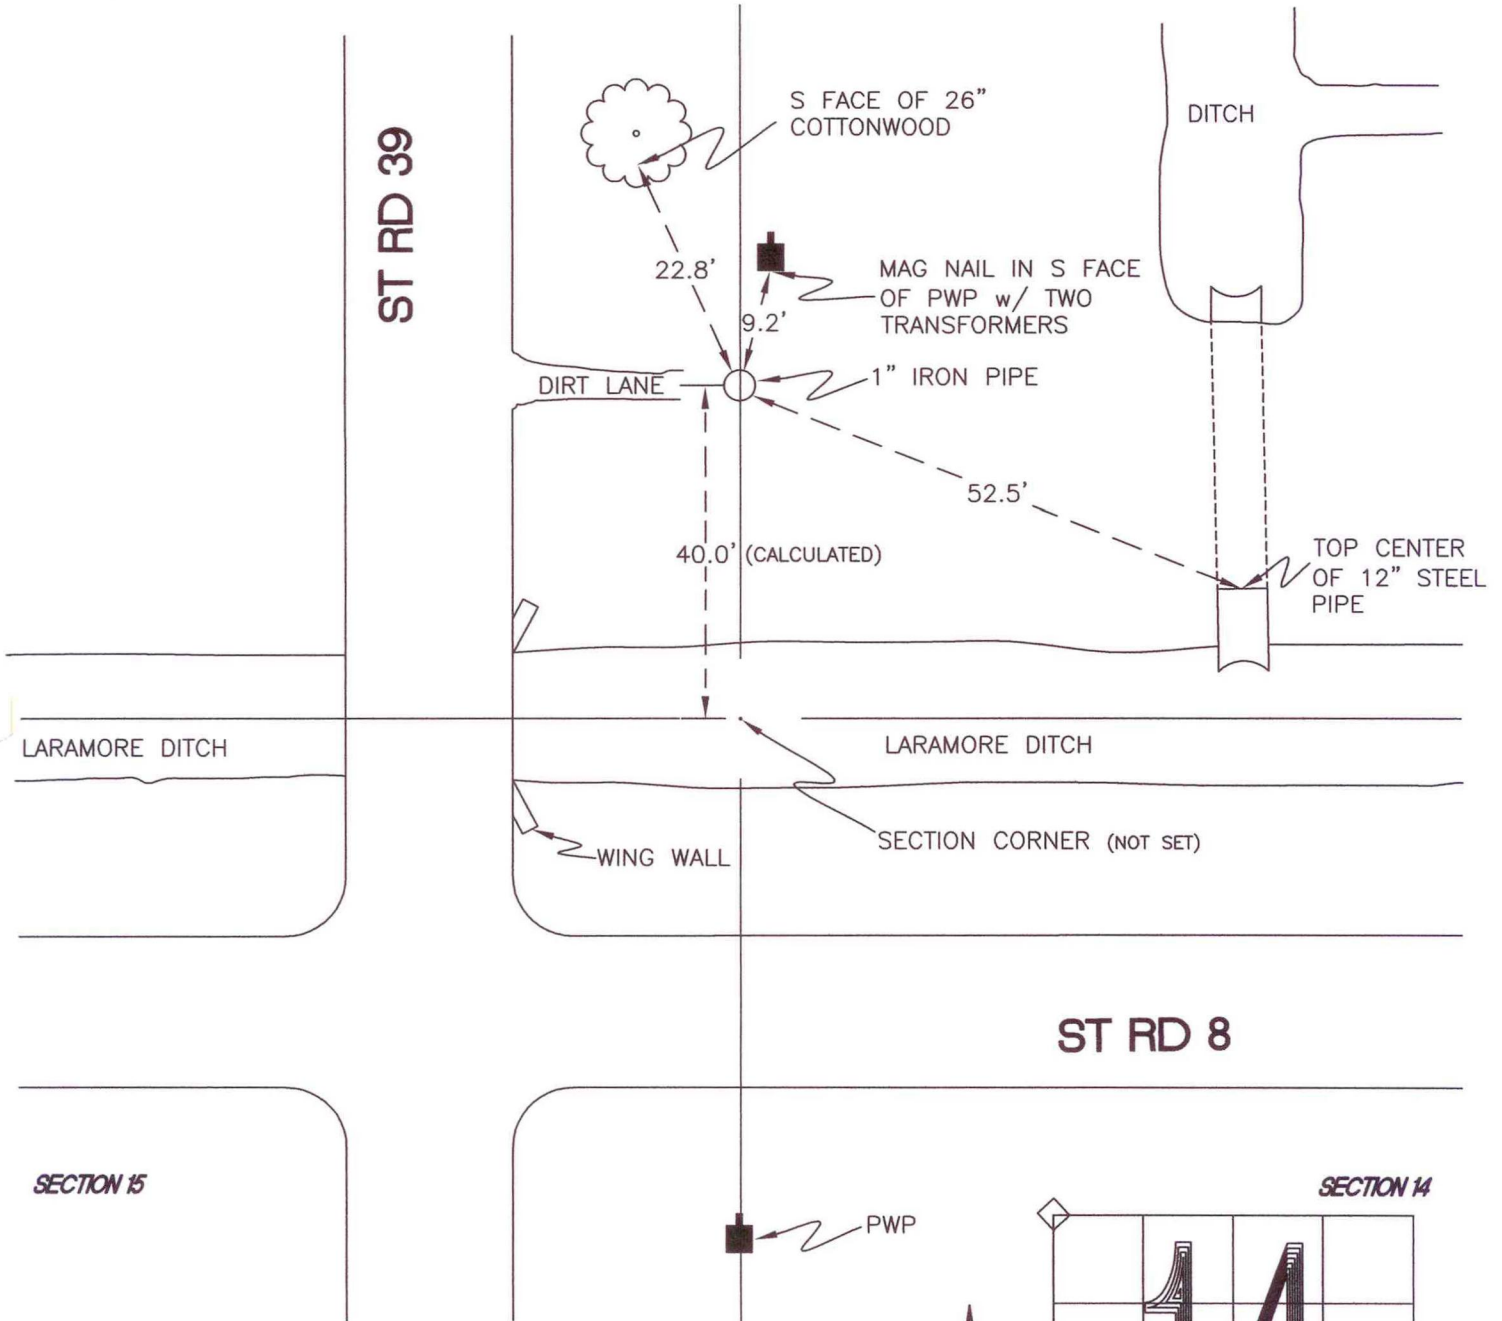 S FACE OF 26”
COTTONWOOD
DITCH
ST RD 39
22.8’
MAG NAIL IN S FACE
OF PWP w/ TWO
TRANSFORMERS
9.2’
DIRT LANE
1” IRON PIPE
52.5’
40.0’ (CALCULATED)
TOP CENTER
OF 12” STEEL
PIPE
LARAMORE DITCH
LARAMORE DITCH
SECTION CORNER (NOT SET)
WING WALL
ST RD 8
SECTION 15
SECTION 14
PWP
14